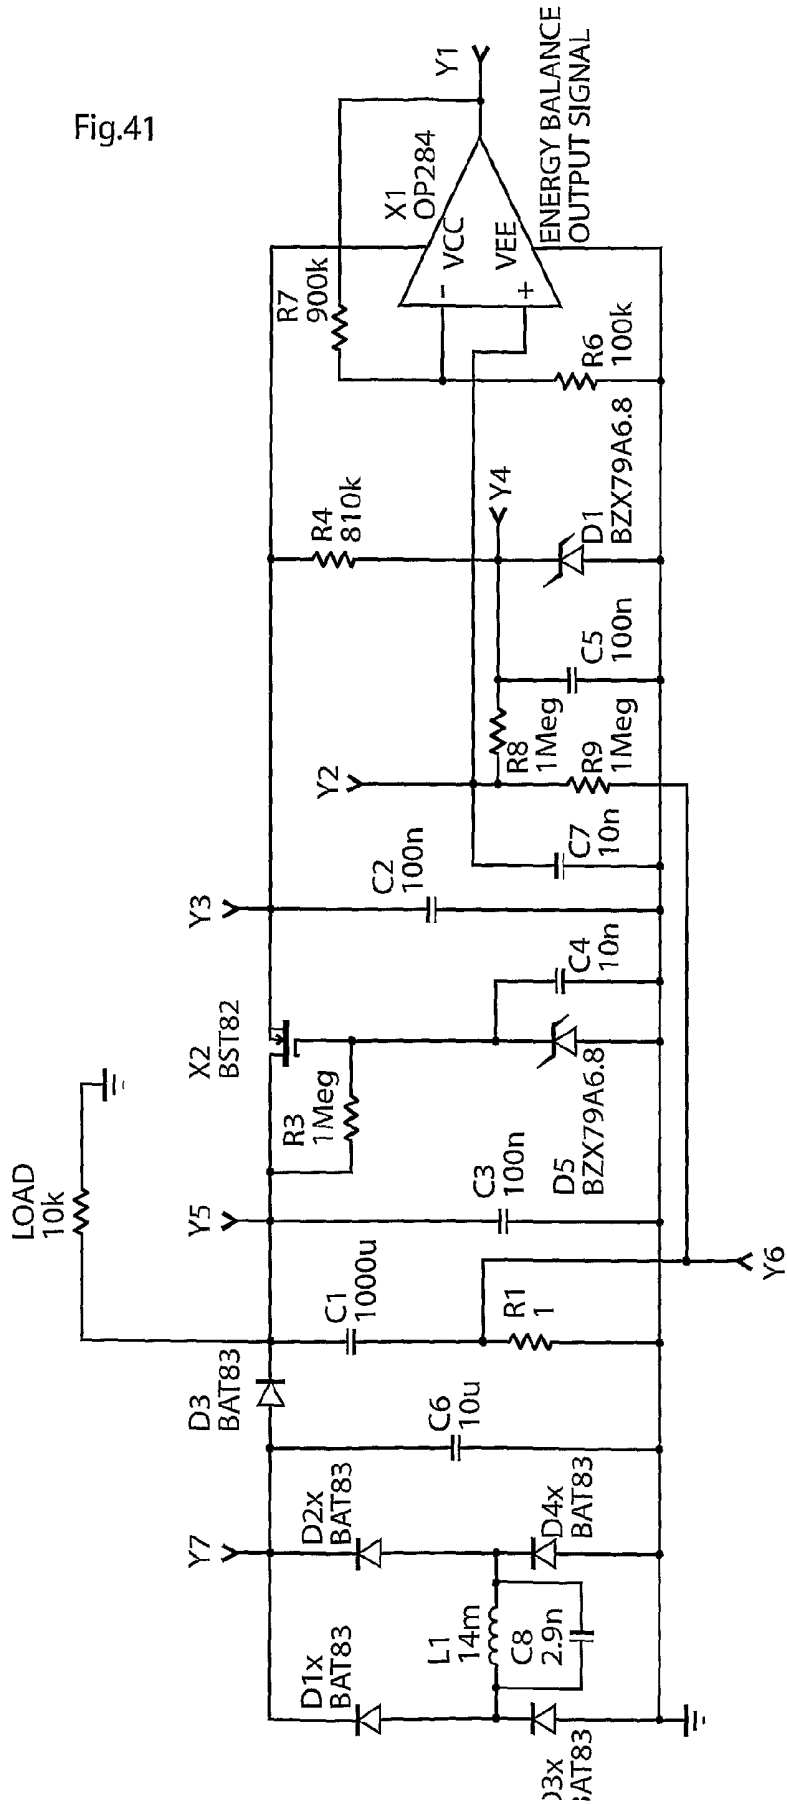 Fig.41
Y1
X1
OP284
VCC
VEE
-
+
ENERGY BALANCE
OUTPUT SIGNAL
R7
900k
R6
100k
R4
810k
Y4
D1
BZX79A6.8
C5
100n
R8
1Meg
R9
1Meg
Y2
C7
10n
C2
100n
Y3
C4
10n
X2
BST82
R3
1Meg
D5
BZX79A6.8
LOAD
10k
Y5
C3
100n
C1
1000u
R1
1
Y6
D3
BAT83
C6
10u
Y7
D2x
BAT83
D4x
BAT83
L1
14m
C8
2.9n
D1x
BAT83
D3x
BAT83